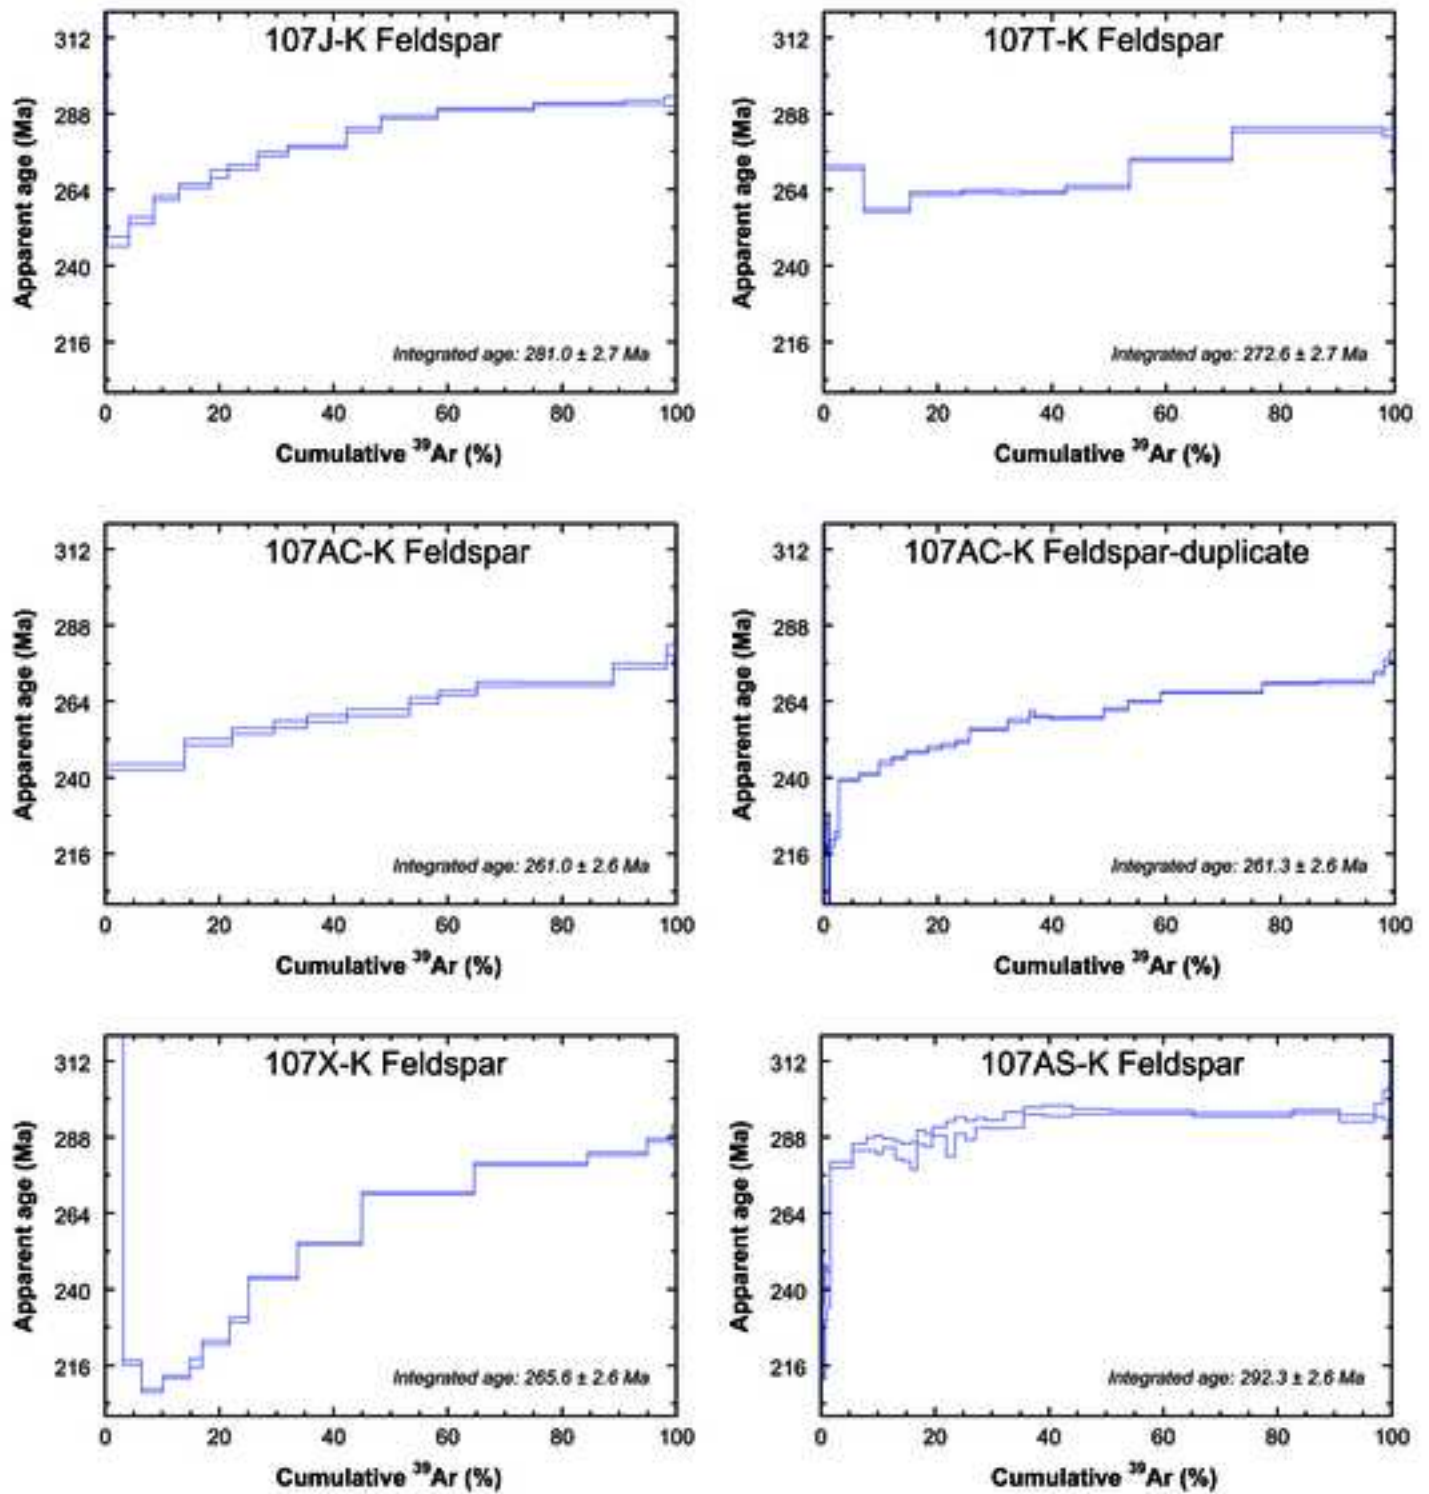 107J-K Feldspar
312
288
264
240
216
Apparent age (Ma)
Integrated age: 281.0 ± 2.7 Ma
0 20 40 60 80 100
Cumulative ³⁹Ar (%)
107T-K Feldspar
312
288
264
240
216
Apparent age (Ma)
Integrated age: 272.6 ± 2.7 Ma
0 20 40 60 80 100
Cumulative ³⁹Ar (%)
107AC-K Feldspar
312
288
264
240
216
Apparent age (Ma)
Integrated age: 261.0 ± 2.6 Ma
0 20 40 60 80 100
Cumulative ³⁹Ar (%)
107AC-K Feldspar-duplicate
312
288
264
240
216
Apparent age (Ma)
Integrated age: 261.3 ± 2.6 Ma
0 20 40 60 80 100
Cumulative ³⁹Ar (%)
107X-K Feldspar
312
288
264
240
216
Apparent age (Ma)
Integrated age: 265.6 ± 2.6 Ma
0 20 40 60 80 100
Cumulative ³⁹Ar (%)
107AS-K Feldspar
312
288
264
240
216
Apparent age (Ma)
Integrated age: 292.3 ± 2.6 Ma
0 20 40 60 80 100
Cumulative ³⁹Ar (%)